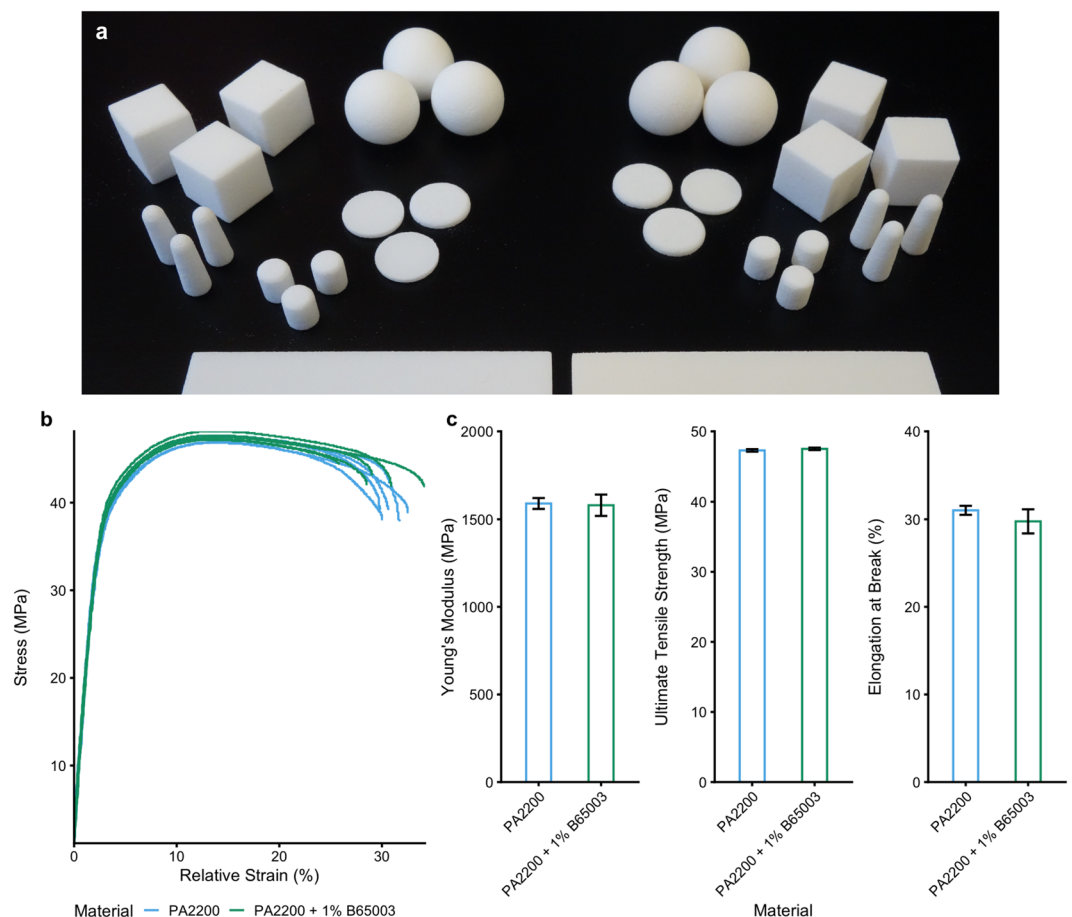 a
b
40
30
20
10
0
10
20
30
Stress (MPa)
Relative Strain (%)
Material
PA2200
PA2200 + 1% B65003
c
2000
1500
1000
500
0
Young's Modulus (MPa)
PA2200
PA2200 + 1% B65003
50
40
30
20
10
0
Ultimate Tensile Strength (MPa)
PA2200
PA2200 + 1% B65003
40
30
20
10
0
Elongation at Break (%)
PA2200
PA2200 + 1% B65003
Material